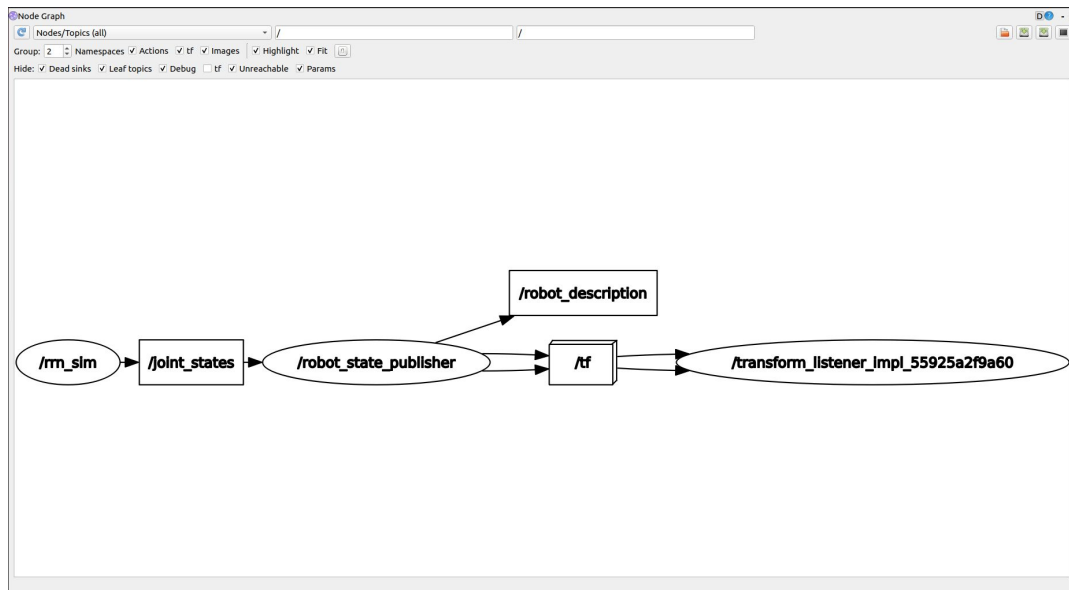 Node Graph
D
-
Nodes/Topics (all)
/
/
Group: 2 Namespaces Actions tf Images Highlight Fit
Hide: Dead sinks Leaf topics Debug tf Unreachable Params
/robot_description
/rrn_sim /joint_states /robot_state_publisher /tf /transform_listener_impl_55925a2f9a60